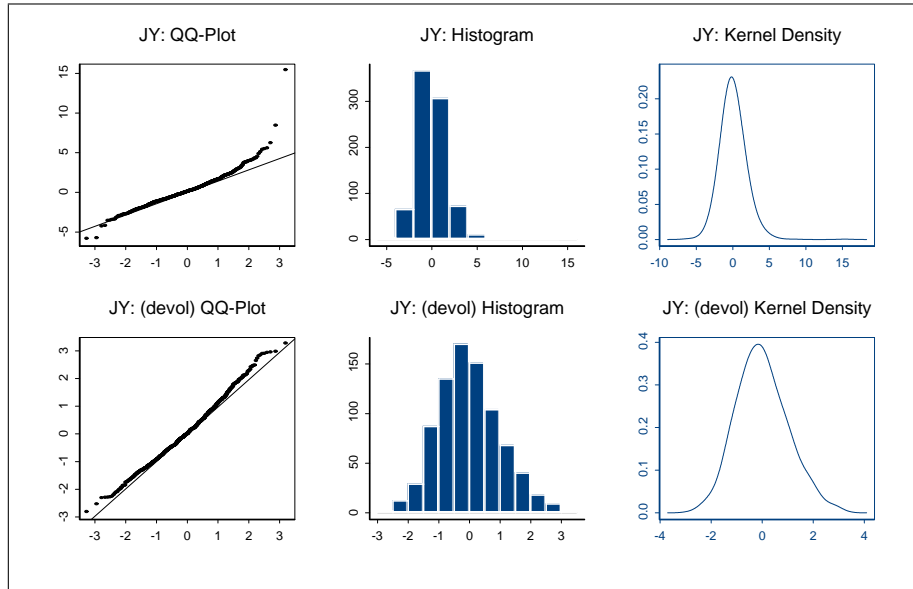 JY: QQ-Plot
15
10
5
0
-5
-3 -2 -1 0 1 2 3
JY: Histogram
300
200
100
0
-5 0 5 10 15
JY: Kernel Density
0.20
0.15
0.10
0.05
0.00
-10 -5 0 5 10 15
JY: (devol) QQ-Plot
3
2
1
0
-1
-2
-3
-3 -2 -1 0 1 2 3
JY: (devol) Histogram
150
100
50
0
-3 -2 -1 0 1 2 3
JY: (devol) Kernel Density
0.4
0.3
0.2
0.1
0.0
-4 -2 0 2 4